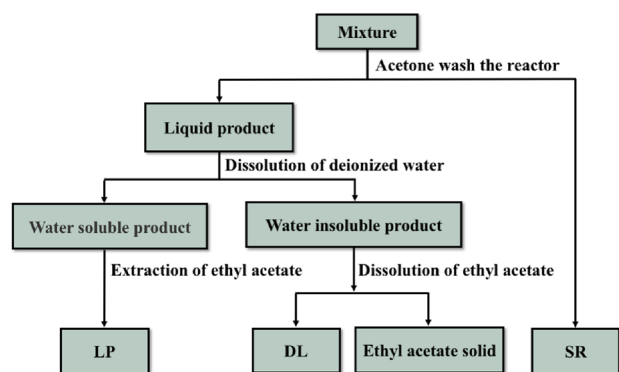 Mixture
Acetone wash the reactor
Liquid product
Dissolution of deionized water
Water soluble product
Water insoluble product
Extraction of ethyl acetate
Dissolution of ethyl acetate
LP
DL
Ethyl acetate solid
SR